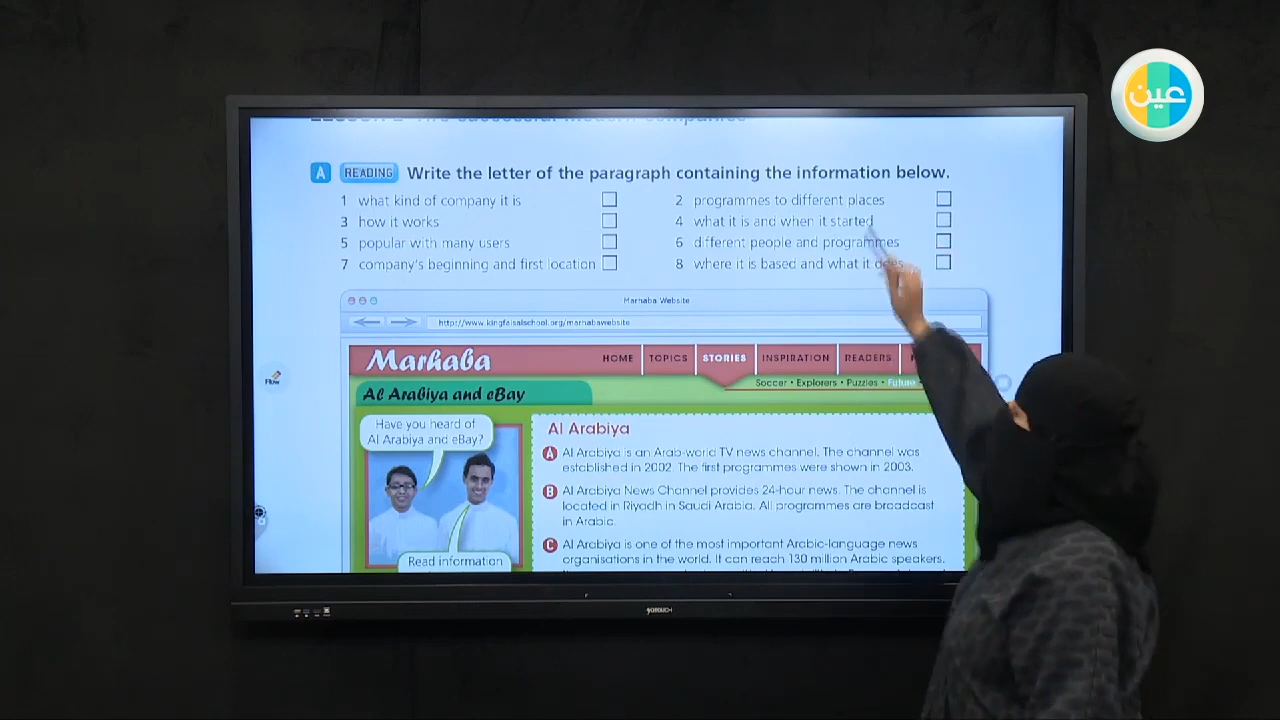 عين
A READING Write the letter of the paragraph containing the information below.
1 what kind of company it is
2 programmes to different places
3 how it works
4 what it is and when it started
5 popular with many users
6 different people and programmes
7 company's beginning and first location
8 where it is based and what it does
Marhaba Website
http://www.kingfaisalschool.org/marhabawebsite
Marhaba
HOME TOPICS STORIES INSPIRATION READERS
Soccer • Explorers • Puzzles • Future
Al Arabiya and eBay
Have you heard of
Al Arabiya and eBay?
Read information
Al Arabiya
A Al Arabiya is an Arab-world TV news channel. The channel was
established in 2002. The first programmes were shown in 2003.
B Al Arabiya News Channel provides 24-hour news. The channel is
located in Riyadh in Saudi Arabia. All programmes are broadcast
in Arabic.
C Al Arabiya is one of the most important Arabic-language news
organisations in the world. It can reach 130 million Arabic speakers.
Flow